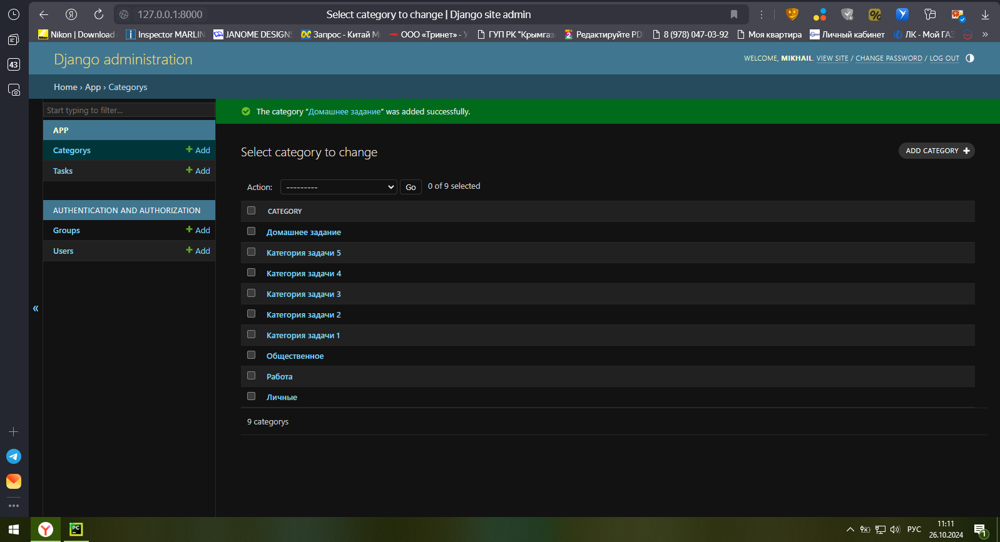 127.0.0.1:8000
Select category to change | Django site admin
Nikon | Download
Inspector MARLIN
JANOME DESIGNS
Запрос - Китай М
ООО «Тринет» - У
ГУП РК "Крымгаз
Редактируйте PD
8 (978) 047-03-92
Моя квартира
Личный кабинет
ЛК - Мой ГАЗ
»
43
Django administration
WELCOME, MIKHAIL. VIEW SITE / CHANGE PASSWORD / LOG OUT
Home › App › Categorys
Start typing to filter...
APP
Categorys + Add
Tasks + Add
AUTHENTICATION AND AUTHORIZATION
Groups + Add
Users + Add
«
The category “Домашнее задание” was added successfully.
Select category to change
ADD CATEGORY +
Action: --------- Go 0 of 9 selected
CATEGORY
Домашнее задание
Категория задачи 5
Категория задачи 4
Категория задачи 3
Категория задачи 2
Категория задачи 1
Общественное
Работа
Личные
9 categorys
PC
РУС
11:11
26.10.2024
1